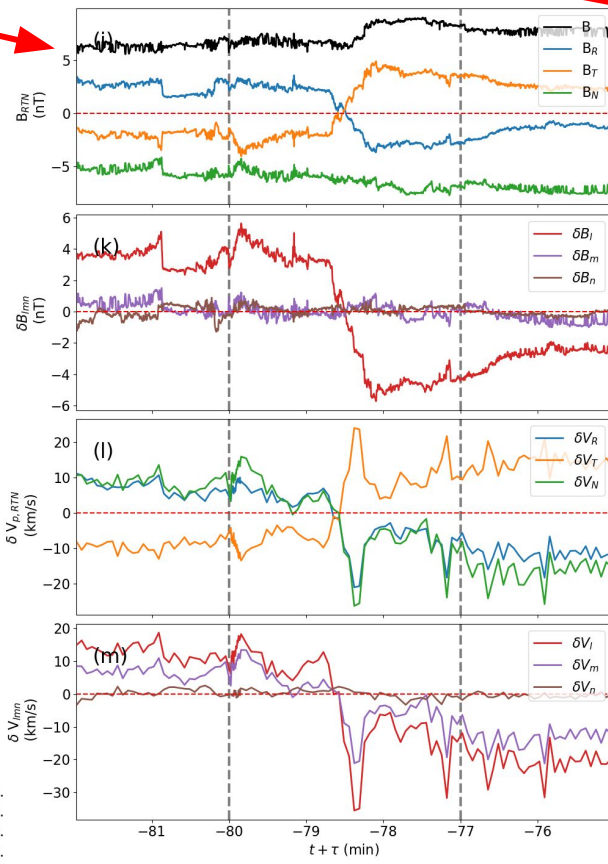 (j)
B
B_R
B_T
B_N
5
0
−5
B_RTN
(nT)
(k)
δB_l
δB_m
δB_n
6
4
2
0
−2
−4
−6
δB_lmn
(nT)
(l)
δV_R
δV_T
δV_N
20
10
0
−10
−20
δ V_p,RTN
(km/s)
(m)
δV_l
δV_m
δV_n
20
10
0
−10
−20
−30
δ V_lmn
(km/s)
−81 −80 −79 −78 −77 −76
t + τ (min)